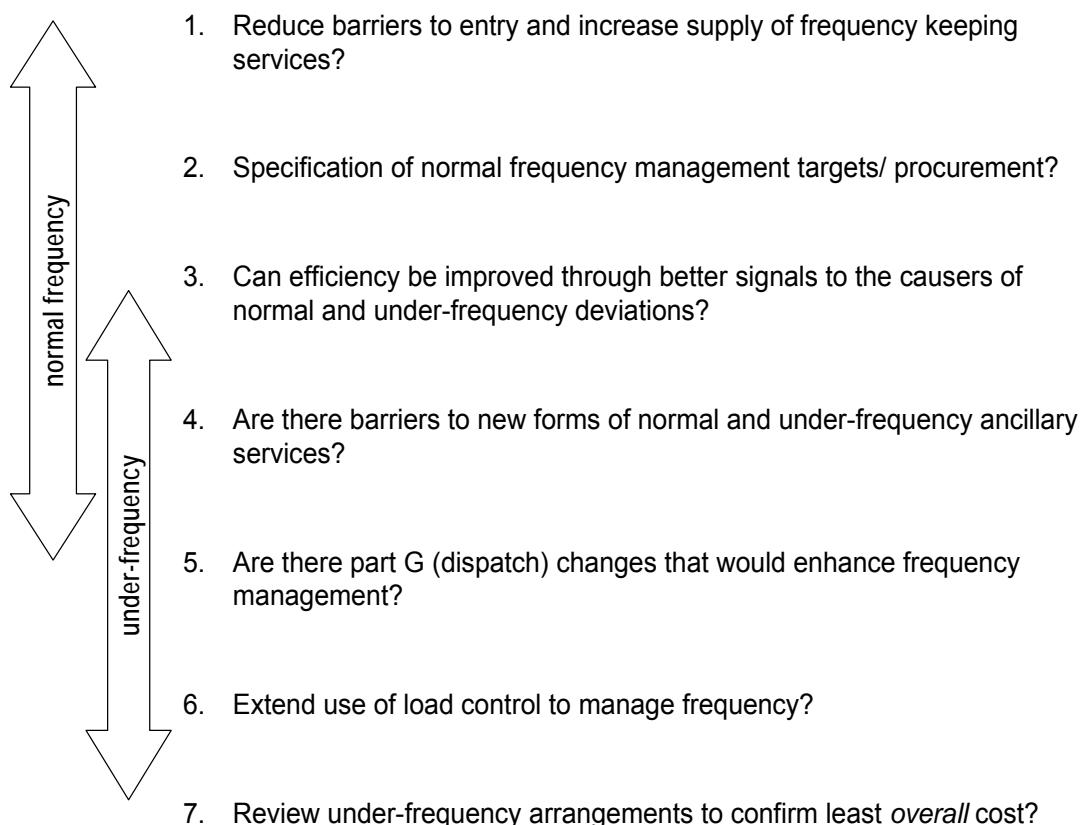 1. Reduce barriers to entry and increase supply of frequency keeping
services?
2. Specification of normal frequency management targets/ procurement?
3. Can efficiency be improved through better signals to the causers of
normal and under-frequency deviations?
normal frequency
4. Are there barriers to new forms of normal and under-frequency ancillary
services?
under-frequency
5. Are there part G (dispatch) changes that would enhance frequency
management?
6. Extend use of load control to manage frequency?
7. Review under-frequency arrangements to confirm least overall cost?